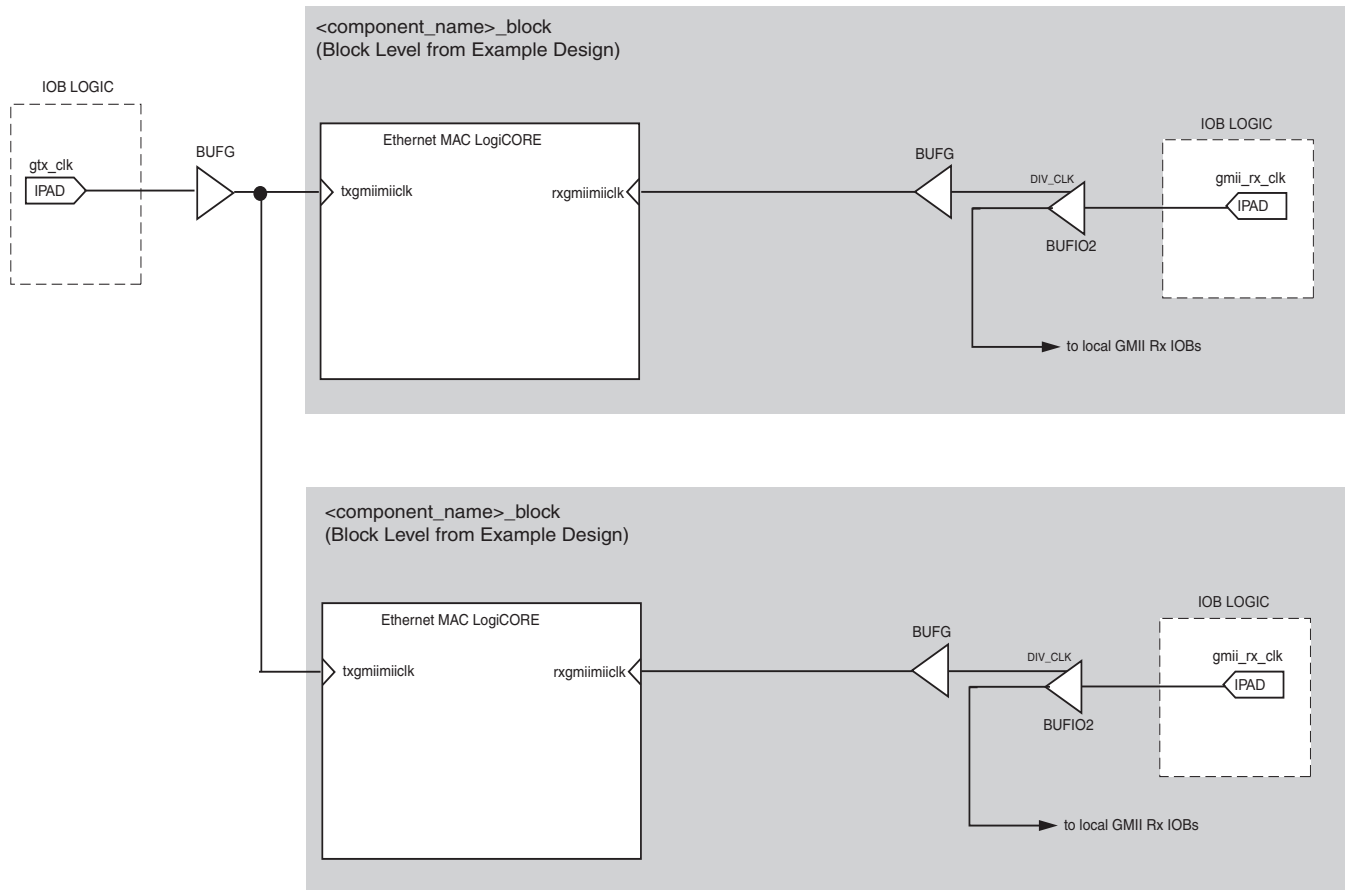 <component_name>_block
(Block Level from Example Design)
IOB LOGIC
gtx_clk
IPAD
BUFG
Ethernet MAC LogiCORE
txgmiimiiclk
rxgmiimiiclk
BUFG
DIV_CLK
BUFIO2
IOB LOGIC
gmii_rx_clk
IPAD
to local GMII Rx IOBs
<component_name>_block
(Block Level from Example Design)
Ethernet MAC LogiCORE
txgmiimiiclk
rxgmiimiiclk
BUFG
DIV_CLK
BUFIO2
IOB LOGIC
gmii_rx_clk
IPAD
to local GMII Rx IOBs